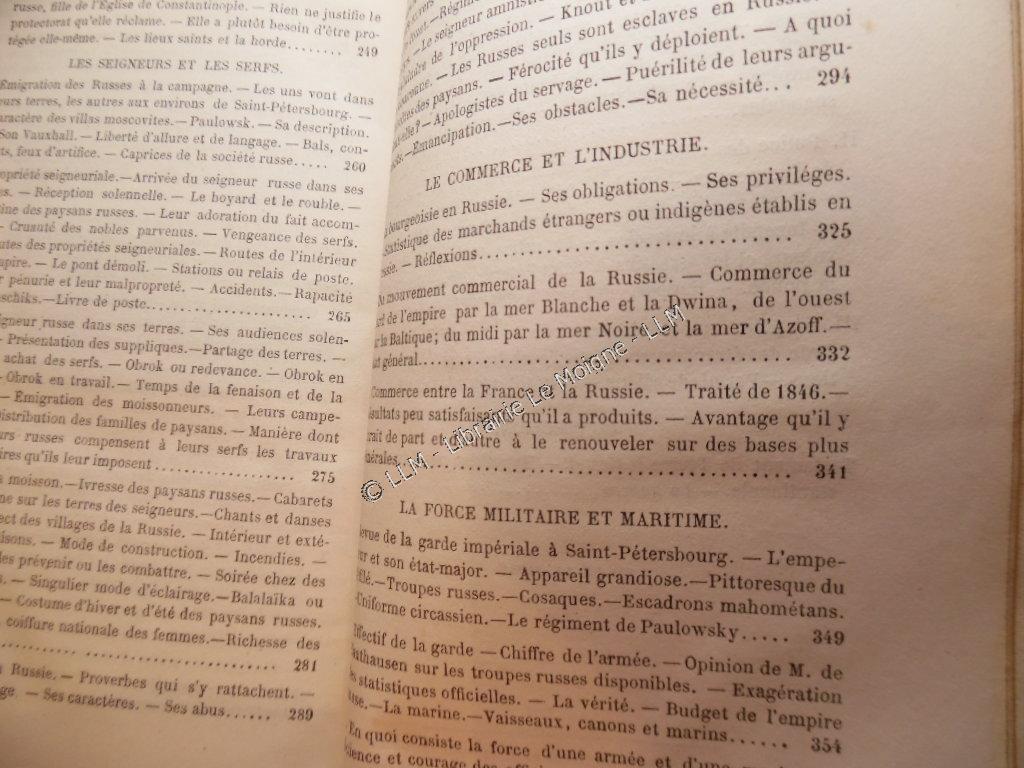 russe, fille de l'Église de Constantinople. — Rien ne justifie le
protectorat qu'elle réclame. — Elle a plutôt besoin d'être pro-
tégée elle-même. — Les lieux saints et la horde........ 249
LES SEIGNEURS ET LES SERFS.
Émigration des Russes à la campagne. — Les uns vont dans
leurs terres, les autres aux environs de Saint-Pétersbourg. —
caractère des villas moscovites.—Paulowsk. — Sa description.
Son Vauxhall. — Liberté d'allure et de langage. — Bals, con-
feux d'artifice. — Caprices de la société russe..... 260
seigneuriale.—Arrivée du seigneur russe dans ses
— Réception solennelle. — Le boyard et le rouble. —
des paysans russes. — Leur adoration du fait accom-
— Cruauté des nobles parvenus. — Vengeance des serfs.
des propriétés seigneuriales.—Routes de l'intérieur
— Le pont démoli. — Stations ou relais de poste.
pénurie et leur malpropreté. — Accidents.—Rapacité
—Livre de poste........ 265
russe dans ses terres. — Ses audiences solen-
— Présentation des suppliques.—Partage des terres. —
achat des serfs. — Obrok ou redevance. — Obrok en
— Obrok en travail.— Temps de la fenaison et de la
— Émigration des moissonneurs. — Leurs campe-
Distribution des familles de paysans. — Manière dont
russes compensent à leurs serfs les travaux
qu'ils leur imposent .............. 275
moisson.—Ivresse des paysans russes.—Cabarets
sur les terres des seigneurs.—Chants et danses
des villages de la Russie. — Intérieur et exté-
— Mode de construction. — Incendies. —
les prévenir ou les combattre. — Soirée chez des
— Singulier mode d'éclairage.—Balalaïka ou
— Costume d'hiver et d'été des paysans russes.
coiffure nationale des femmes.—Richesse des
.............. 281
Russie. — Proverbes qui s'y rattachent. —
— Ses caractères. — Ses abus...... 289
Le seigneur
de l'oppression. — Knout et
— Les Russes seuls sont esclaves en Russie.
des paysans. — Férocité qu'ils y déploient. — A quoi
— Apologistes du servage. — Puérilité de leurs argu-
—Émancipation.—Ses obstacles.—Sa nécessité... 294
LE COMMERCE ET L'INDUSTRIE.
bourgeoisie en Russie. — Ses obligations. — Ses priviléges.
Statistique des marchands étrangers ou indigènes établis en
— Réflexions.............................. 325
mouvement commercial de la Russie. — Commerce du
de l'empire par la mer Blanche et la Dwina, de l'ouest
la Baltique; du midi par la mer Noire et la mer d'Azoff.—
général.............................. 332
Commerce entre la France et la Russie. — Traité de 1846.—
Résultats peu satisfaisants qu'il a produits. — Avantage qu'il y
de part et d'autre à le renouveler sur des bases plus
.............................. 341
LA FORCE MILITAIRE ET MARITIME.
Revue de la garde impériale à Saint-Pétersbourg. — L'empe-
reur et son état-major. — Appareil grandiose.—Pittoresque du
défilé.—Troupes russes.—Cosaques.—Escadrons mahométans.
—Uniforme circassien.—Le régiment de Paulowsky..... 349
Effectif de la garde — Chiffre de l'armée. — Opinion de M. de
Haxthausen sur les troupes russes disponibles. — Exagération
statistiques officielles. — La vérité. — Budget de l'empire
russe.—La marine.—Vaisseaux, canons et marins...... 354
En quoi consiste la force d'une armée et d'une
science et courage des
© LLM - Librairie Le Moigne - LLM